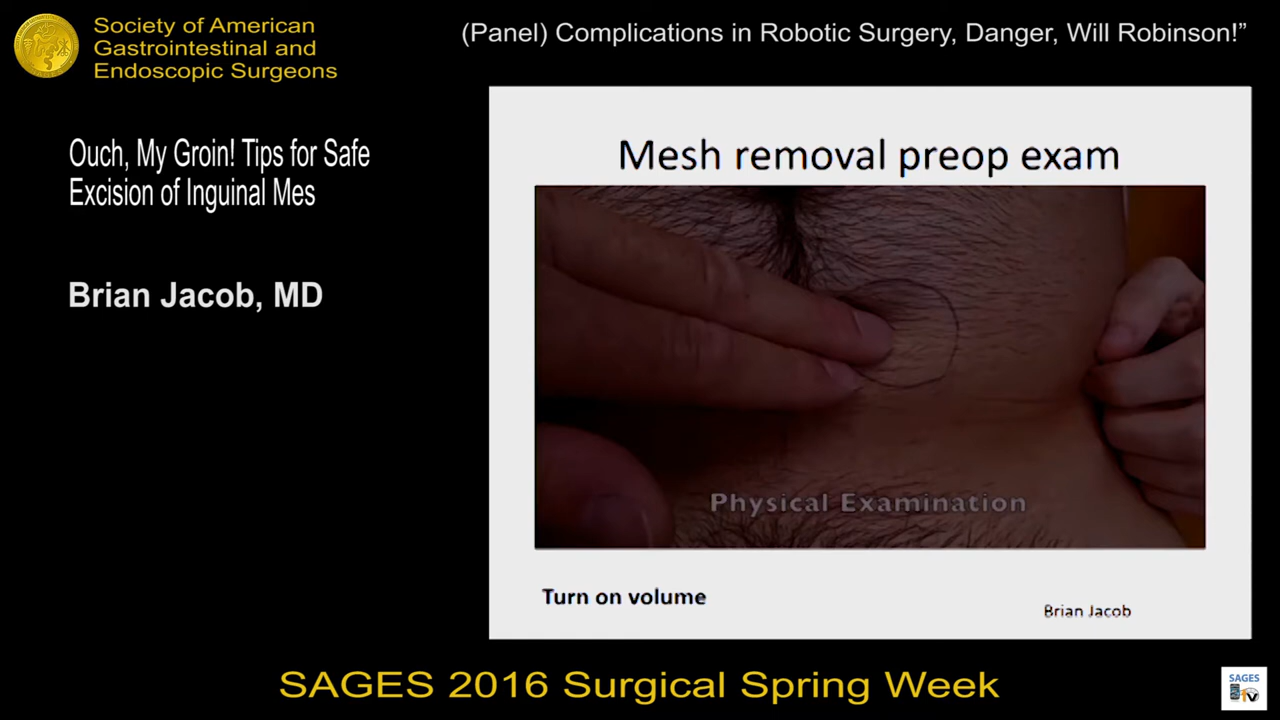 Society of American
Gastrointestinal and
Endoscopic Surgeons
(Panel) Complications in Robotic Surgery, Danger, Will Robinson!”
Ouch, My Groin! Tips for Safe
Excision of Inguinal Mes
Brian Jacob, MD
Mesh removal preop exam
Physical Examination
Turn on volume
Brian Jacob
SAGES 2016 Surgical Spring Week
SAGES
TV